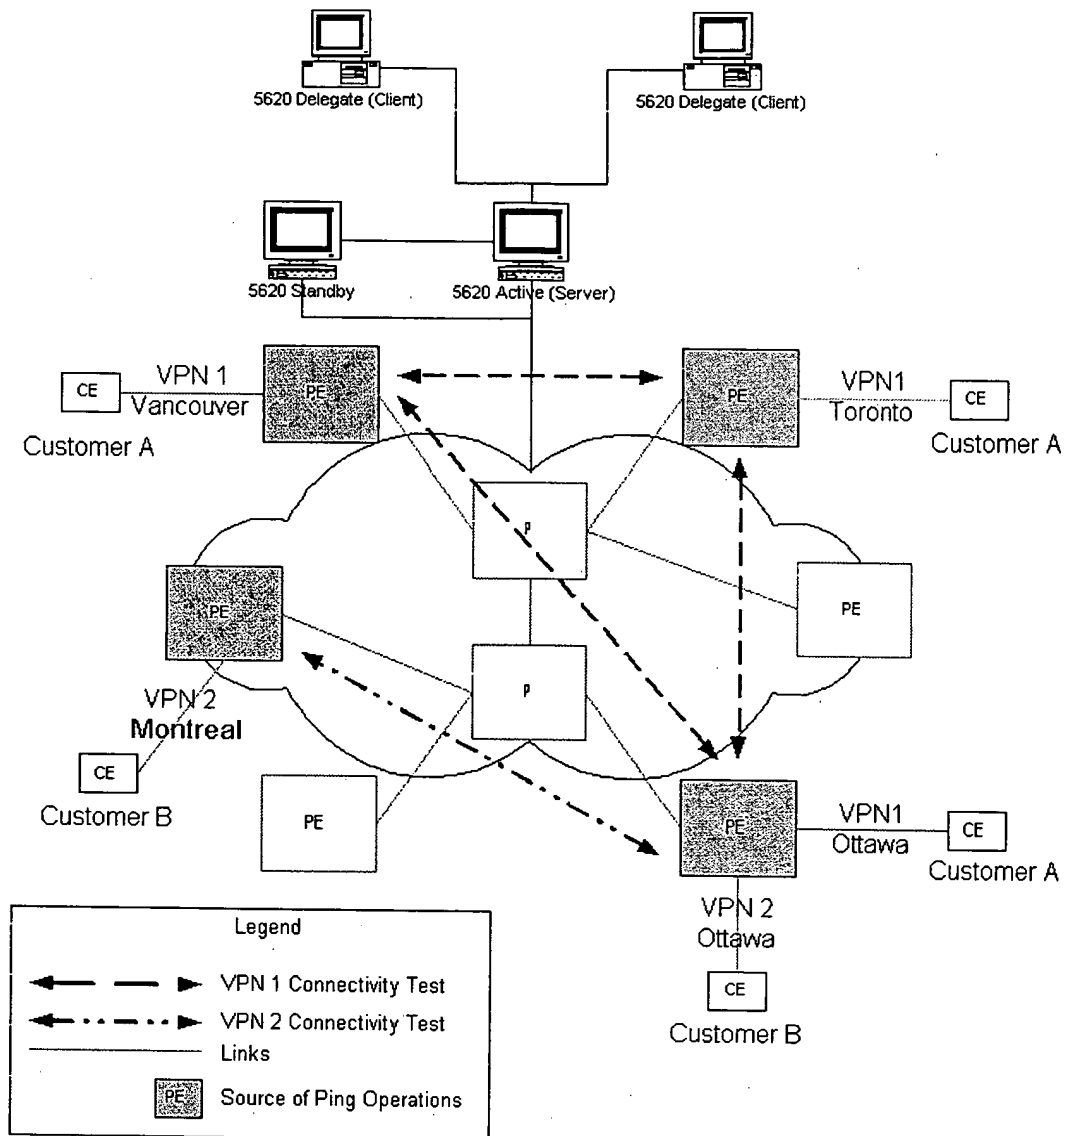 5620 Delegate (Client)
5620 Delegate (Client)
5620 Standby
5620 Active (Server)
CE
VPN 1
Vancouver
PE
PE
VPN1
Toronto
CE
Customer A
Customer A
P
PE
PE
P
VPN 2
Montreal
CE
Customer B
PE
PE
VPN1
Ottawa
CE
Customer A
VPN 2
Ottawa
CE
Customer B
Legend
VPN 1 Connectivity Test
VPN 2 Connectivity Test
Links
PE
Source of Ping Operations